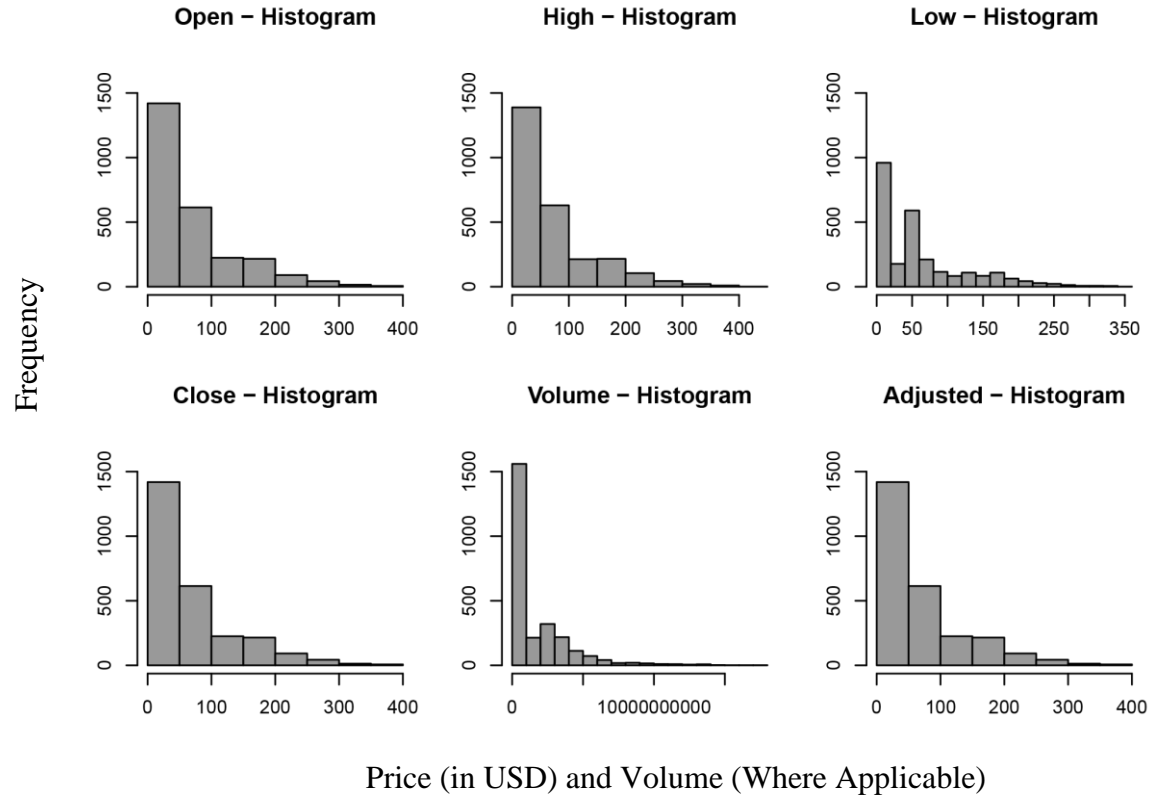 Open − Histogram
High − Histogram
Low − Histogram
1500
1000
500
0
0 100 200 300 400
1500
1000
500
0
0 100 200 300 400
1500
1000
500
0
0 50 150 250 350
Frequency
Close − Histogram
Volume − Histogram
Adjusted − Histogram
1500
1000
500
0
0 100 200 300 400
1500
1000
500
0
0 10000000000
1500
1000
500
0
0 100 200 300 400
Price (in USD) and Volume (Where Applicable)